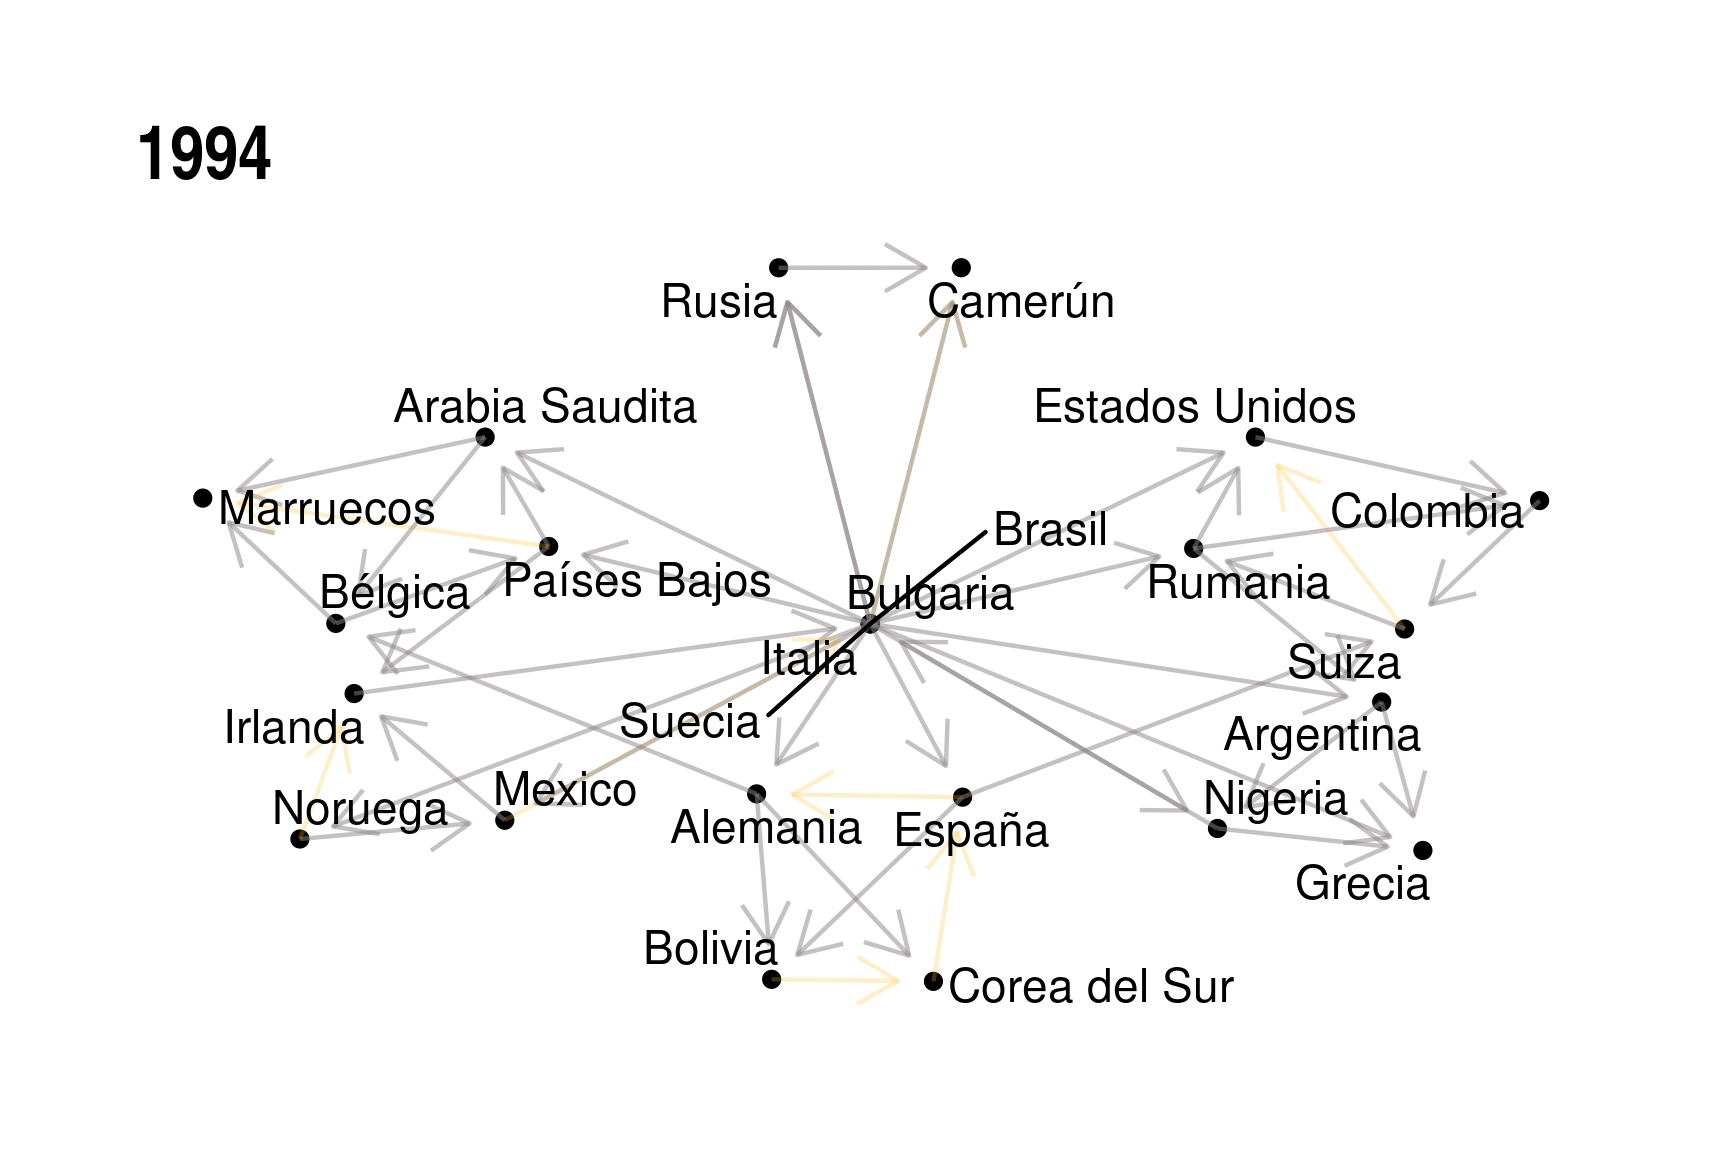 1994
Rusia
Camerún
Arabia Saudita
Estados Unidos
Marruecos
Colombia
Brasil
Bélgica
Países Bajos
Bulgaria
Rumania
Italia
Suiza
Irlanda
Suecia
Argentina
Noruega
Mexico
Alemania
España
Nigeria
Grecia
Bolivia
Corea del Sur